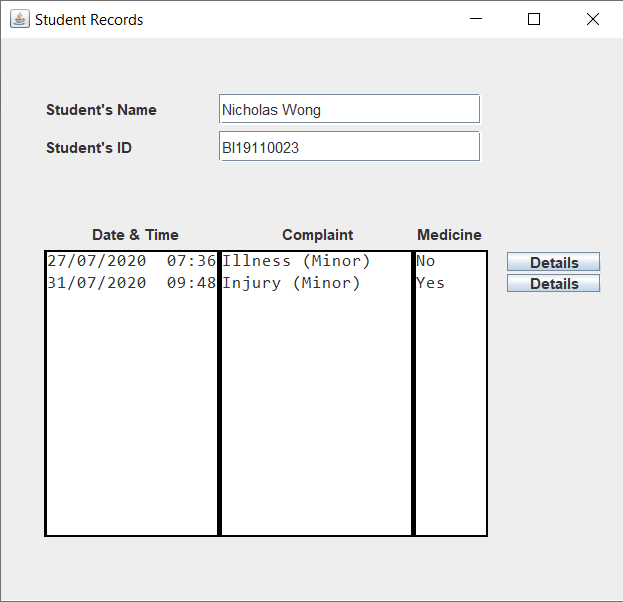 Student Records
Student's Name Nicholas Wong
Student's ID BI19110023
Date & Time Complaint Medicine
27/07/2020 07:36 Illness (Minor) No Details
31/07/2020 09:48 Injury (Minor) Yes Details